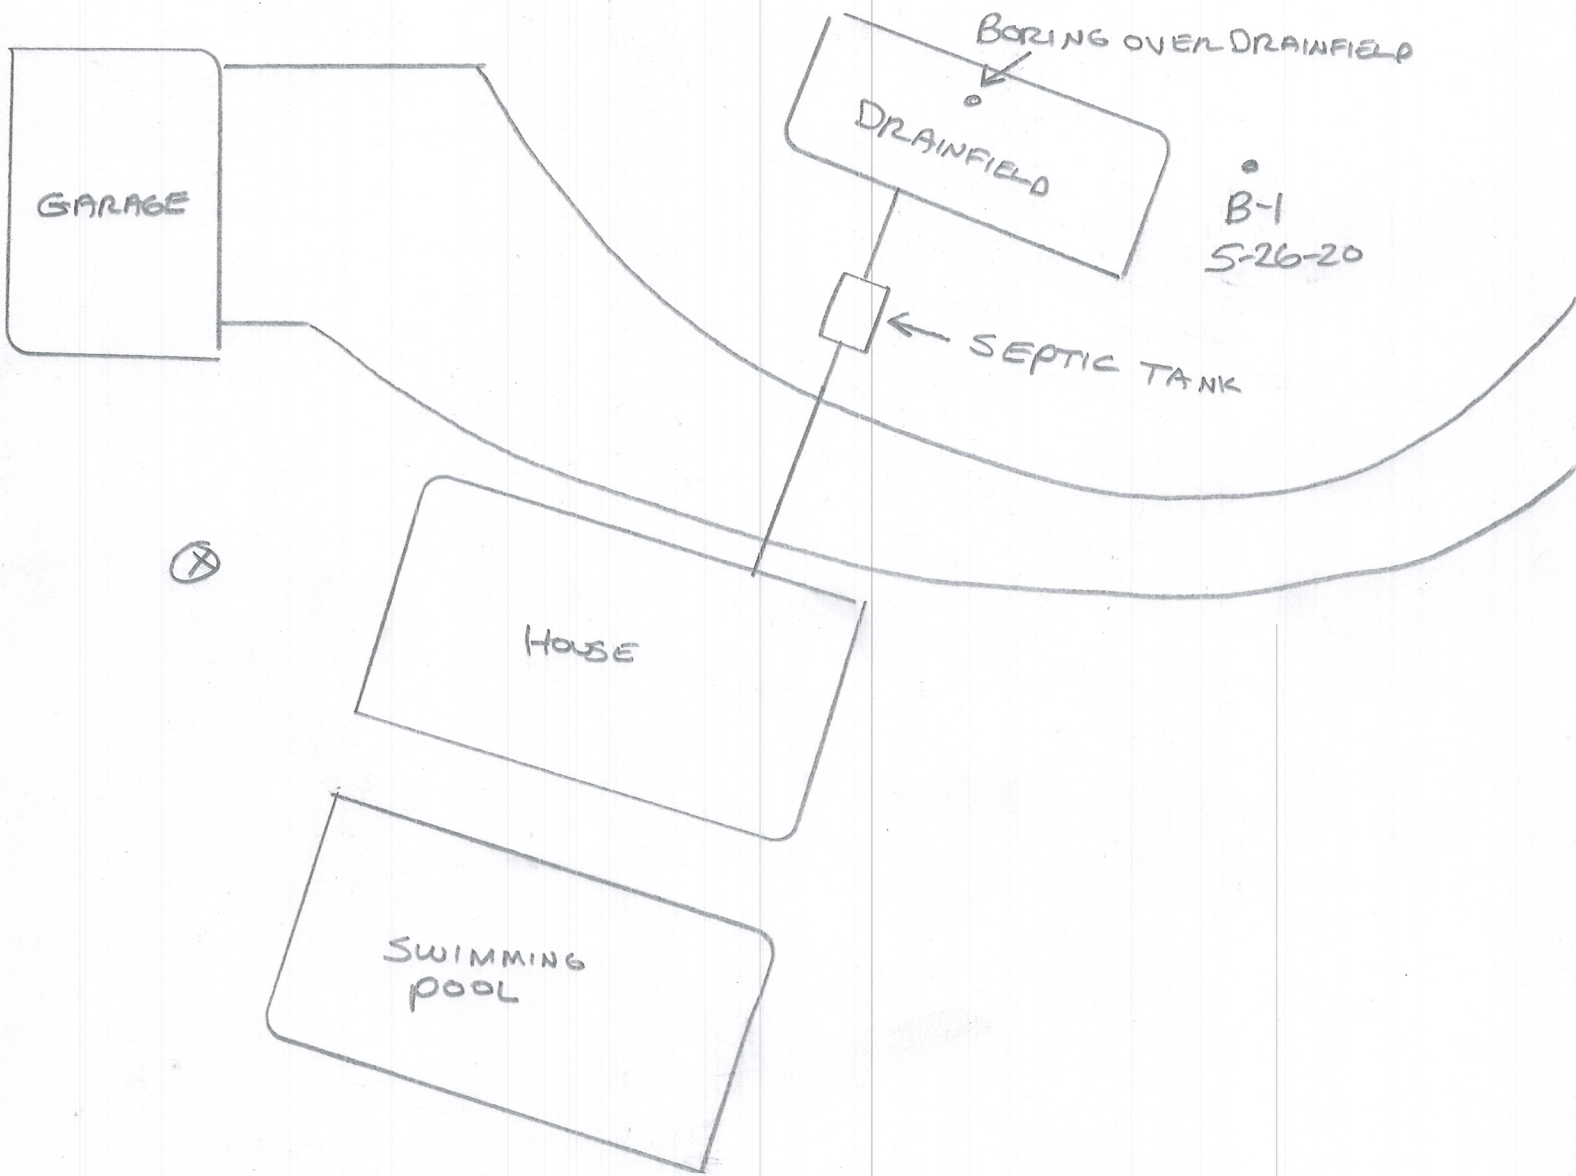 BORING OVER DRAINFIELD
DRAINFIELD
GARAGE
B-1
5-26-20
SEPTIC TANK
X
HOUSE
SWIMMING
POOL